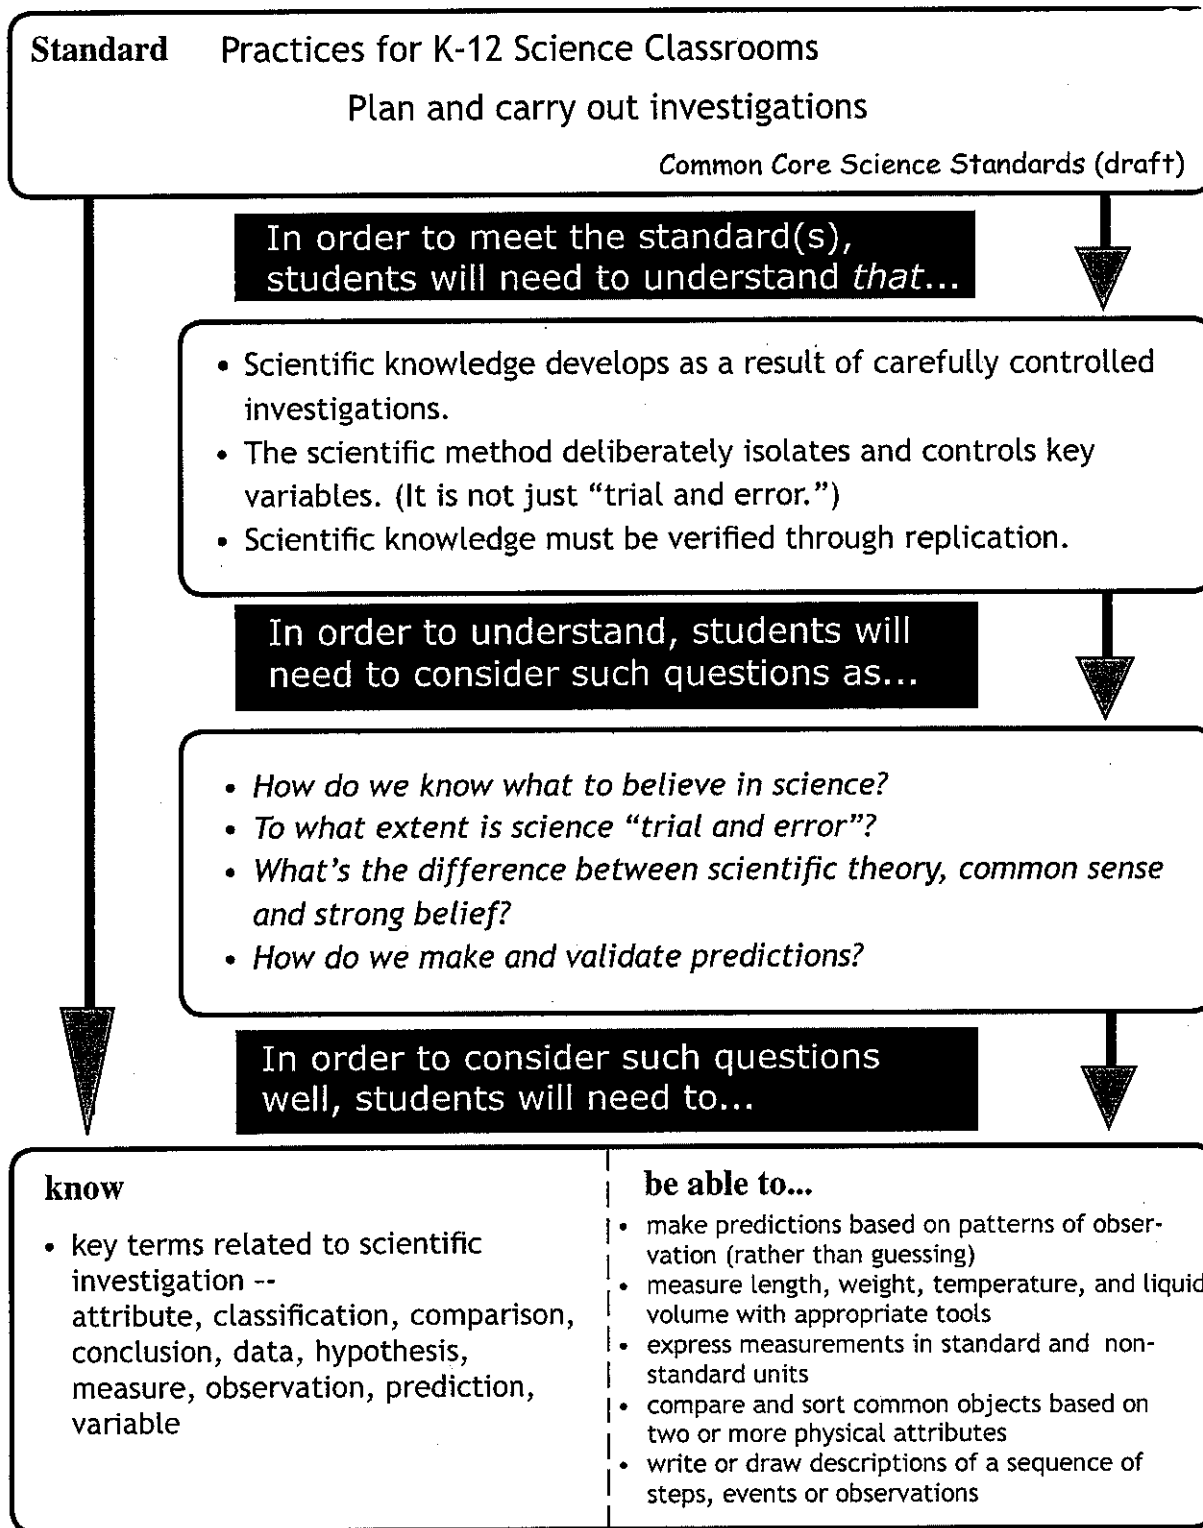 Standard Practices for K-12 Science Classrooms
Plan and carry out investigations
Common Core Science Standards (draft)
In order to meet the standard(s),
students will need to understand that...
• Scientific knowledge develops as a result of carefully controlled
investigations.
• The scientific method deliberately isolates and controls key
variables. (It is not just “trial and error.”)
• Scientific knowledge must be verified through replication.
In order to understand, students will
need to consider such questions as...
• How do we know what to believe in science?
• To what extent is science “trial and error”?
• What’s the difference between scientific theory, common sense
and strong belief?
• How do we make and validate predictions?
In order to consider such questions
well, students will need to...
know
• key terms related to scientific
investigation --
attribute, classification, comparison,
conclusion, data, hypothesis,
measure, observation, prediction,
variable
be able to...
• make predictions based on patterns of obser-
vation (rather than guessing)
• measure length, weight, temperature, and liquid
volume with appropriate tools
• express measurements in standard and non-
standard units
• compare and sort common objects based on
two or more physical attributes
• write or draw descriptions of a sequence of
steps, events or observations